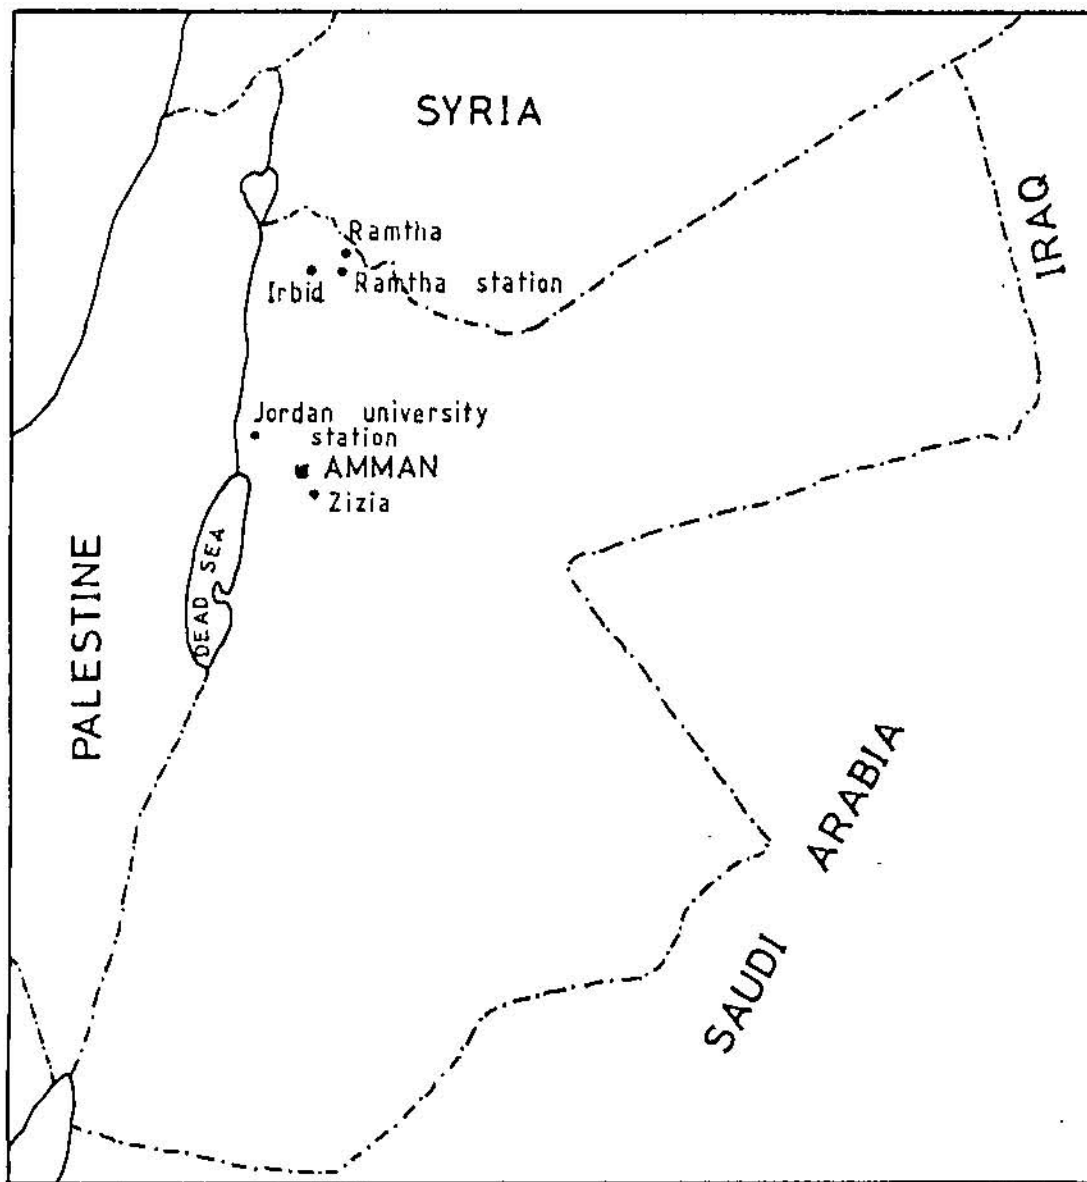 SYRIA
IRAQ
Ramtha
Irbid
Ramtha station
Jordan university
station
AMMAN
Zizia
DEAD SEA
PALESTINE
SAUDI ARABIA